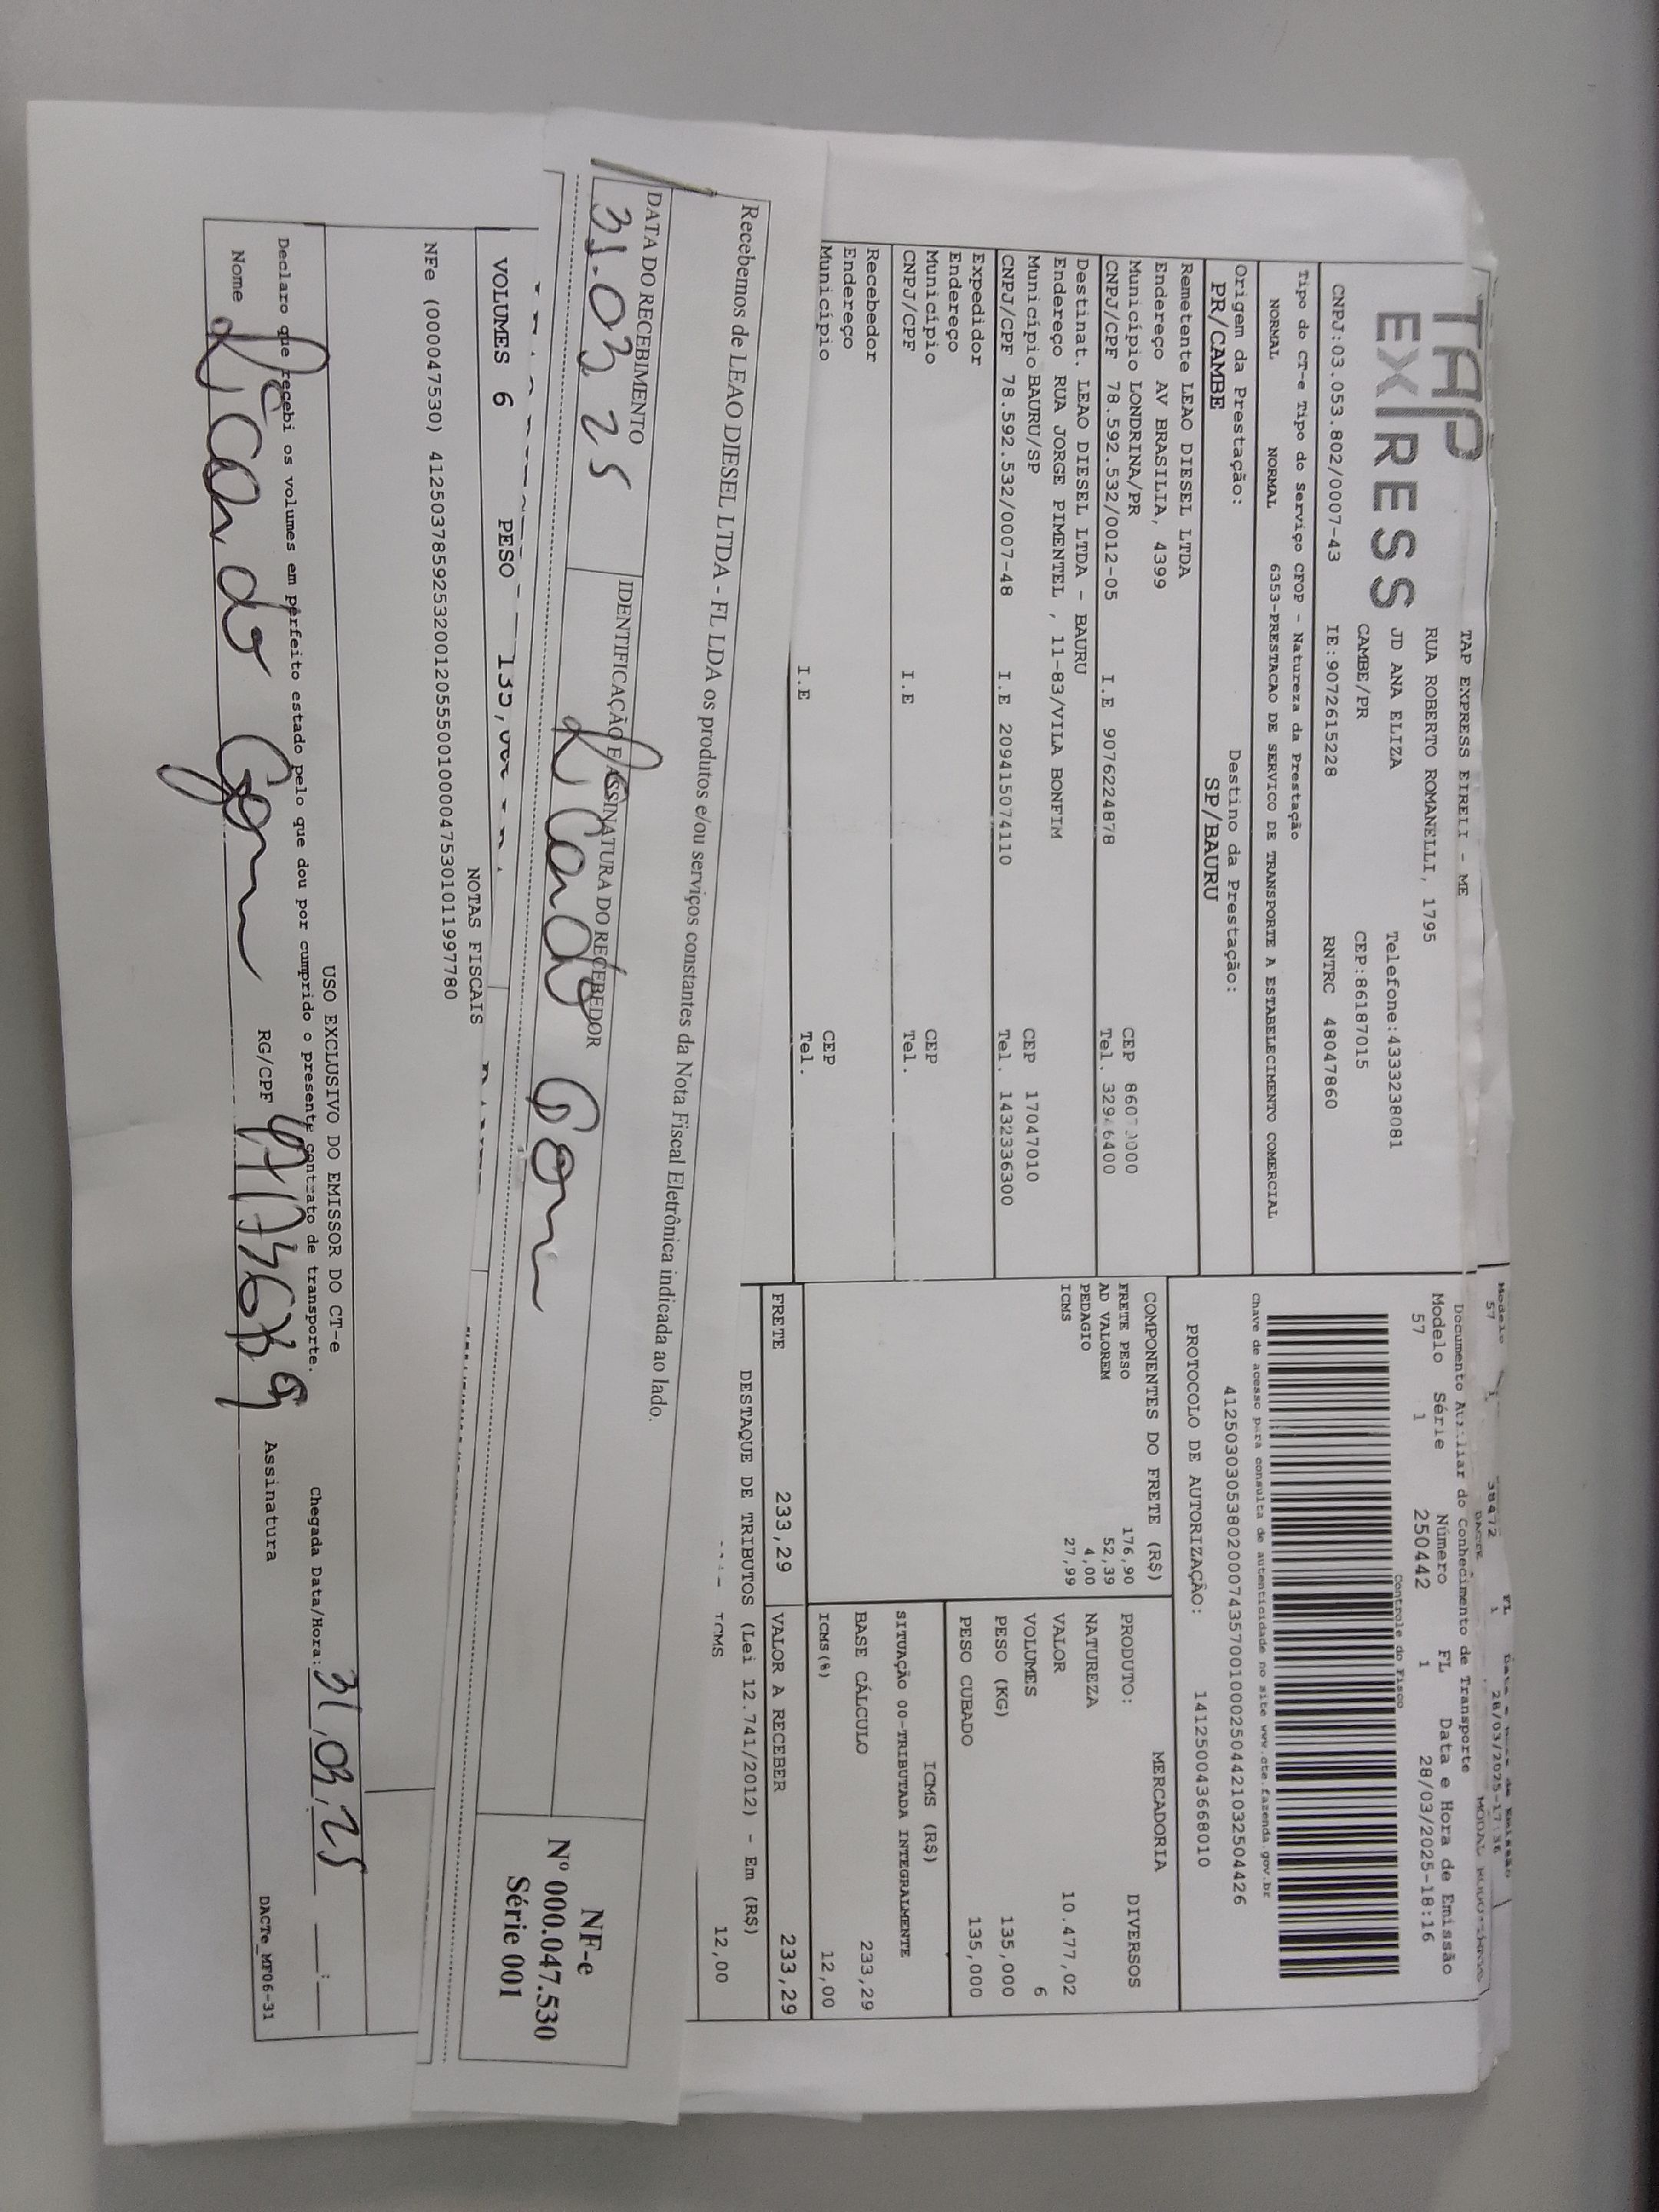 Modelo
57 1 38472 FL 1 28/03/2025-17:36
DACTE MODAL
TAP EXPRESS
TAP EXPRESS EIRELI - ME
RUA ROBERTO ROMANELLI, 1795
JD ANA ELIZA Telefone:4333238081
CAMBE/PR CEP:86187015
CNPJ:03.053.802/0007-43 IE:9072615228 RNTRC 48047860
Documento Auxiliar do Conhecimento de Transporte
Modelo Série Número FL Data e Hora de Emissão
57 1 250442 1 28/03/2025-18:16
Controle do Fisco
Chave de acesso para consulta de autenticidade no site www.cte.fazenda.gov.br
41250303053802000743570010002504421032504426
PROTOCOLO DE AUTORIZAÇÃO: 141250043668010
Tipo do CT-e Tipo do Serviço CFOP - Natureza da Prestação
NORMAL NORMAL 6353-PRESTACAO DE SERVICO DE TRANSPORTE A ESTABELECIMENTO COMERCIAL
Origem da Prestação: Destino da Prestação:
PR/CAMBE SP/BAURU
Remetente LEAO DIESEL LTDA
Endereço AV BRASILIA, 4399
Município LONDRINA/PR CEP
CNPJ/CPF 78.592.532/0012-05 I.E 9076224878 Tel.
Destinat. LEAO DIESEL LTDA - BAURU
Endereço RUA JORGE PIMENTEL , 11-83/VILA BONFIM
Município BAURU/SP CEP 17047010
CNPJ/CPF 78.592.532/0007-48 I.E 209415074110 Tel. 1432336300
Expedidor
Endereço
Município CEP
CNPJ/CPF I.E Tel.
Recebedor
Endereço
Município CEP
I.E Tel.
COMPONENTES DO FRETE (R$)
FRETE PESO 176,90
AD VALOREM 52,39
PEDAGIO 4,00
ICMS 27,99
MERCADORIA
PRODUTO: DIVERSOS
NATUREZA
VALOR 10.477,02
VOLUMES 6
PESO (KG) 135,000
PESO CUBADO 135,000
ICMS (R$)
SITUAÇÃO 00-TRIBUTADA INTEGRALMENTE
BASE CÁLCULO 233,29
ICMS(%) 12,00
FRETE 233,29 VALOR A RECEBER 233,29
DESTAQUE DE TRIBUTOS (Lei 12.741/2012) - Em (R$)
ICMS 12,00
Recebemos de LEAO DIESEL LTDA - FL LDA os produtos e/ou serviços constantes da Nota Fiscal Eletrônica indicada ao lado.
DATA DO RECEBIMENTO IDENTIFICAÇÃO E ASSINATURA DO RECEBEDOR
31.03 25
NF-e
Nº 000.047.530
Série 001
VOLUMES 6 PESO
NOTAS FISCAIS
NFe (000047530) 41250378592532001205550010000475301011997780
USO EXCLUSIVO DO EMISSOR DO CT-e
Declaro que recebi os volumes em perfeito estado pelo que dou por cumprido o presente contrato de transporte. Chegada Data/Hora: 31,03,25
Nome RG/CPF Assinatura
DACTe_MF06-31